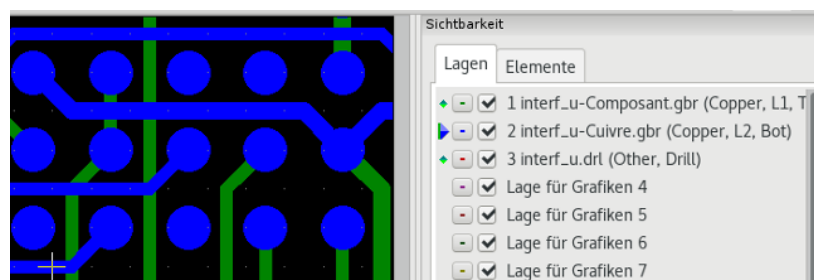 Sichtbarkeit
Lagen Elemente
1 interf_u-Composant.gbr (Copper, L1, T
2 interf_u-Cuivre.gbr (Copper, L2, Bot)
3 interf_u.drl (Other, Drill)
Lage für Grafiken 4
Lage für Grafiken 5
Lage für Grafiken 6
Lage für Grafiken 7